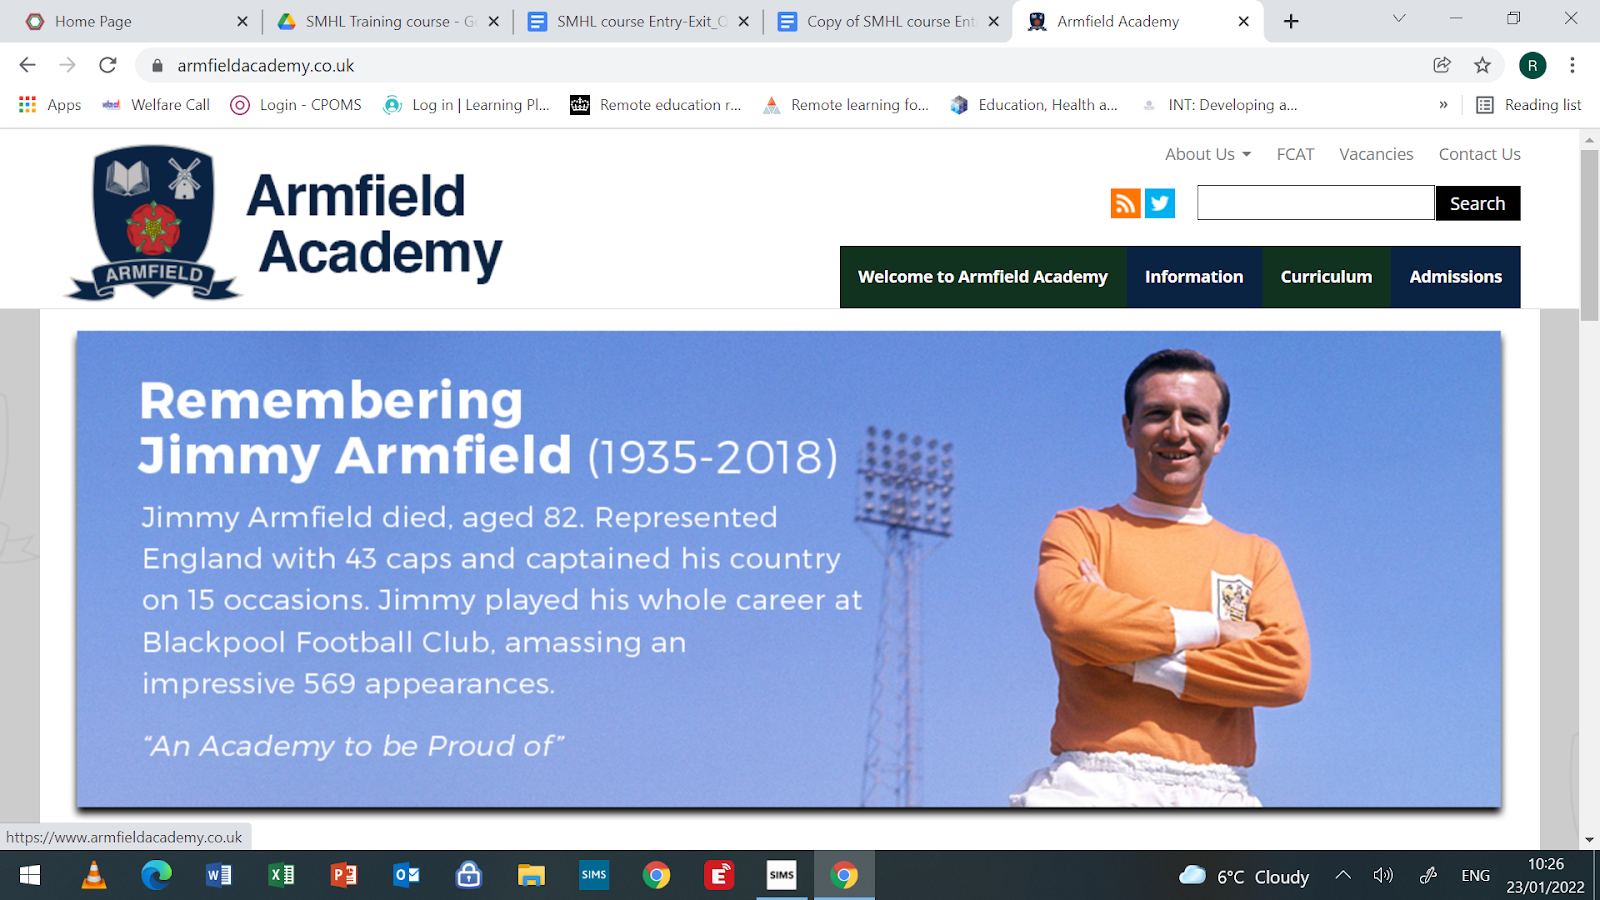 Home Page
SMHL Training course - G
SMHL course Entry-Exit_
Copy of SMHL course Ent
Armfield Academy
armfieldacademy.co.uk
R
Apps
Welfare Call
Login - CPOMS
Log in | Learning Pl...
Remote education r...
Remote learning fo...
Education, Health a...
INT: Developing a...
»
Reading list
About Us
FCAT
Vacancies
Contact Us
ARMFIELD
Armfield
Academy
Search
Welcome to Armfield Academy
Information
Curriculum
Admissions
Remembering
Jimmy Armfield (1935-2018)
Jimmy Armfield died, aged 82. Represented
England with 43 caps and captained his country
on 15 occasions. Jimmy played his whole career at
Blackpool Football Club, amassing an
impressive 569 appearances.
“An Academy to be Proud of”
https://www.armfieldacademy.co.uk
SIMS
SIMS
6°C Cloudy
ENG
10:26
23/01/2022